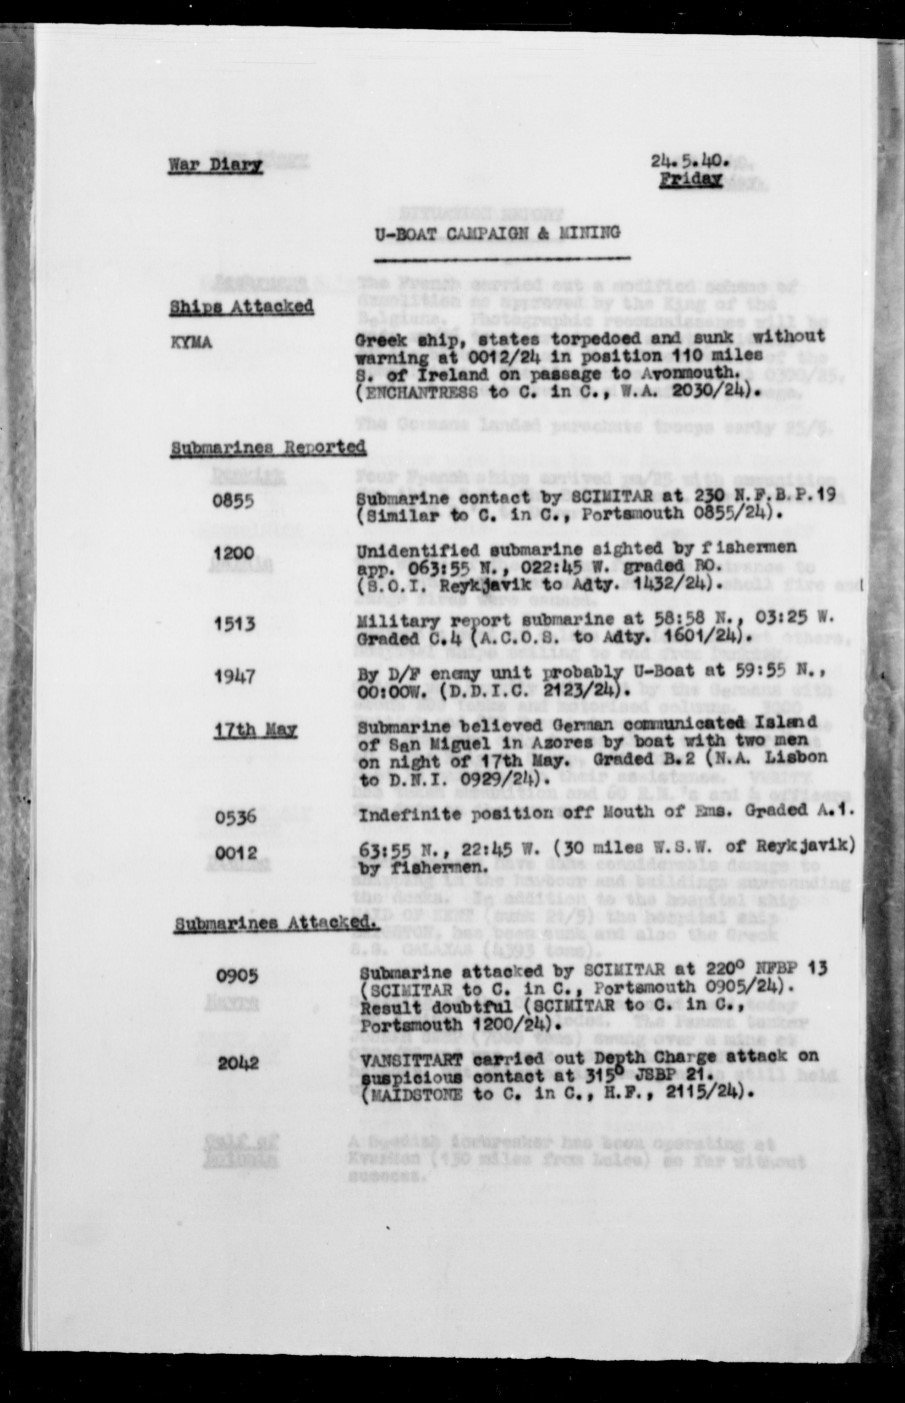 War Diary
24.5.40.
Friday
U-BOAT CAMPAIGN & MINING
Ships Attacked
KYMA
Greek ship, states torpedoed and sunk without
warning at 0012/24 in position 110 miles
S. of Ireland on passage to Avonmouth.
(ENCHANTRESS to C. in C., W.A. 2030/24).
Submarines Reported
0855
Submarine contact by SCIMITAR at 230 N.F.B.P.19
(Similar to C. in C., Portsmouth 0855/24).
1200
Unidentified submarine sighted by fishermen
app. 063:55 N., 022:45 W. graded BO.
(S.O.I. Reykjavik to Adty. 1432/24).
1513
Military report submarine at 58:58 N., 03:25 W.
Graded C.4 (A.C.O.S. to Adty. 1601/24).
1947
By D/F enemy unit probably U-Boat at 59:55 N.,
00:00W. (D.D.I.C. 2123/24).
17th May
Submarine believed German communicated Island
of San Miguel in Azores by boat with two men
on night of 17th May. Graded B.2 (N.A. Lisbon
to D.N.I. 0929/24).
0536
Indefinite position off Mouth of Ems. Graded A.1.
0012
63:55 N., 22:45 W. (30 miles W.S.W. of Reykjavik)
by fishermen.
Submarines Attacked.
0905
Submarine attacked by SCIMITAR at 220° NFBP 13
(SCIMITAR to C. in C., Portsmouth 0905/24).
Result doubtful (SCIMITAR to C. in C.,
Portsmouth 1200/24).
2042
VANSITTART carried out Depth Charge attack on
suspicious contact at 315° JSBP 21.
(MAIDSTONE to C. in C., H.F., 2115/24).